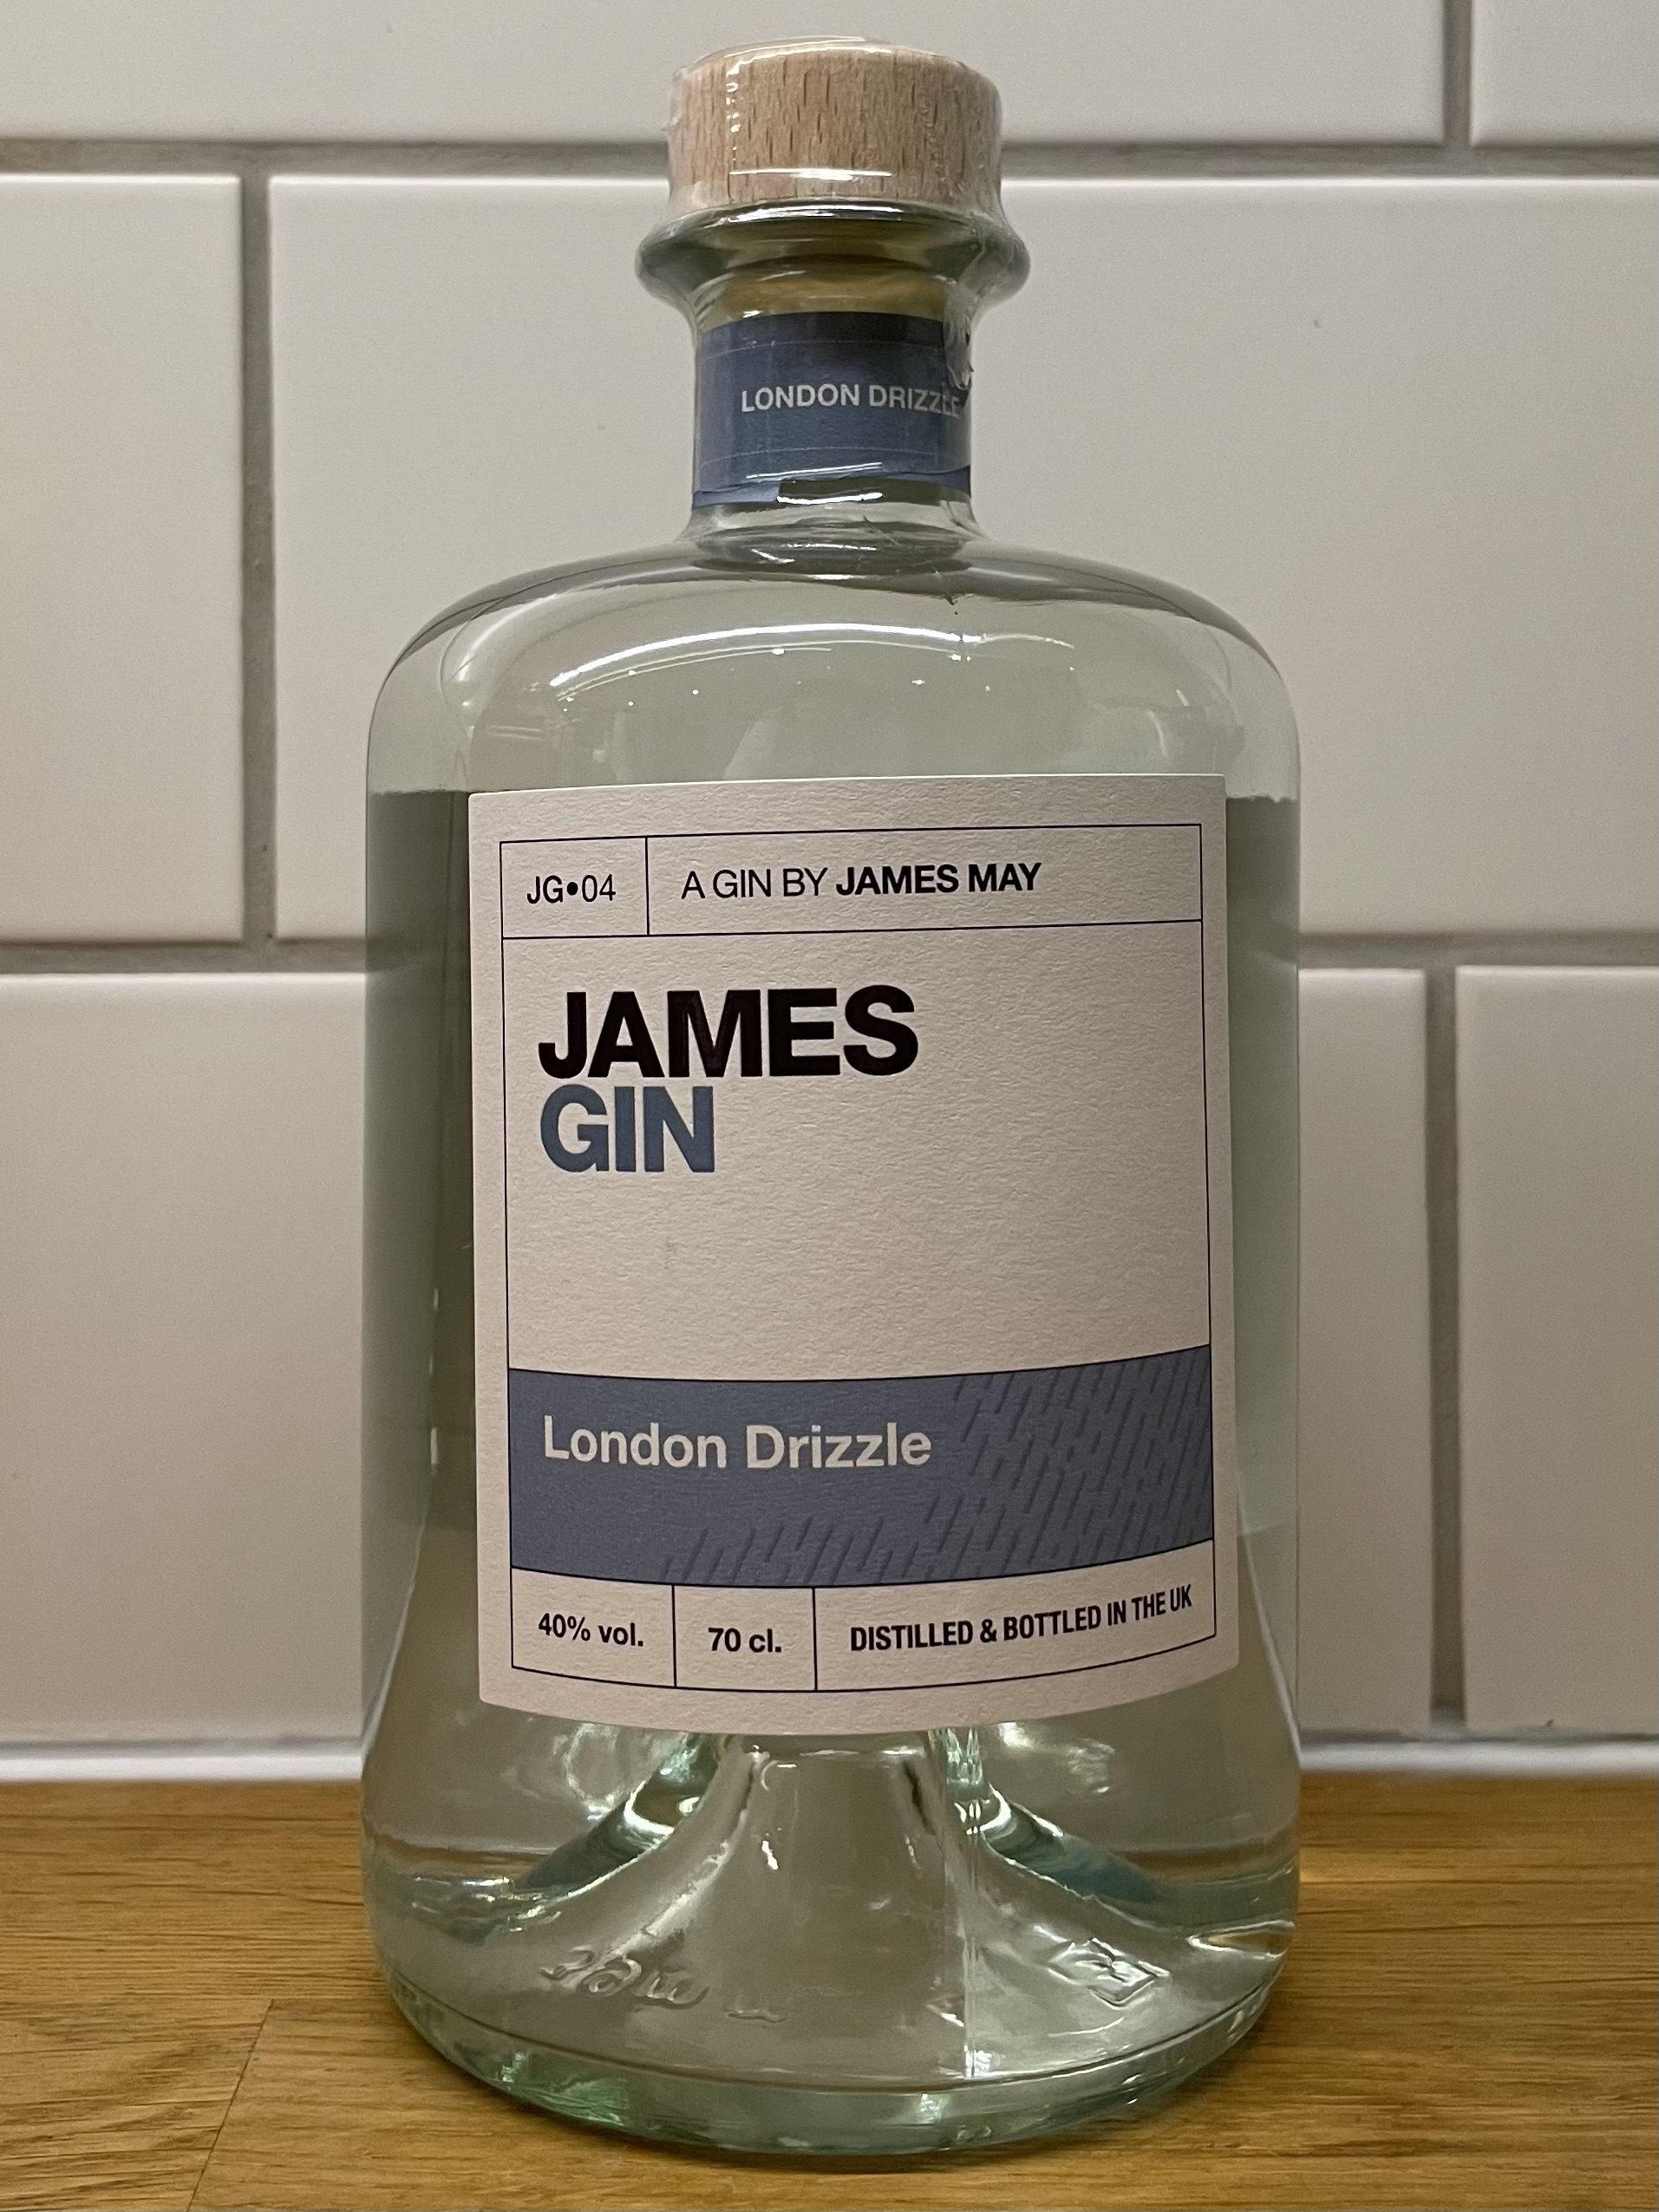 LONDON DRIZZLE
JG•04
A GIN BY JAMES MAY
JAMES
GIN
London Drizzle
40% vol.
70 cl.
DISTILLED & BOTTLED IN THE UK